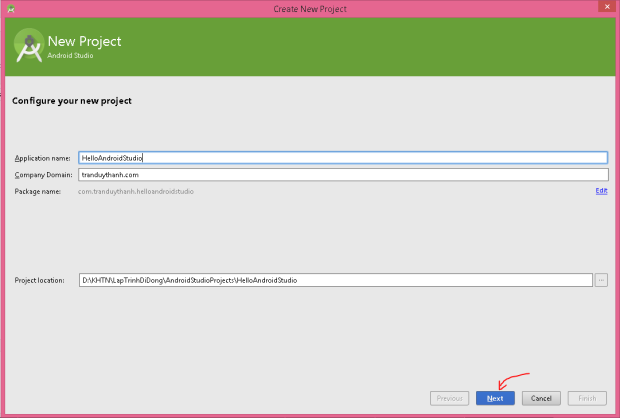 Create New Project
New Project
Android Studio
Configure your new project
Application name: HelloAndroidStudio
Company Domain: tranduythanh.com
Package name: com.tranduythanh.helloandroidstudio Edit
Project location: D:\KHTN\LapTrinhDiDong\AndroidStudioProjects\HelloAndroidStudio ...
Previous Next Cancel Finish